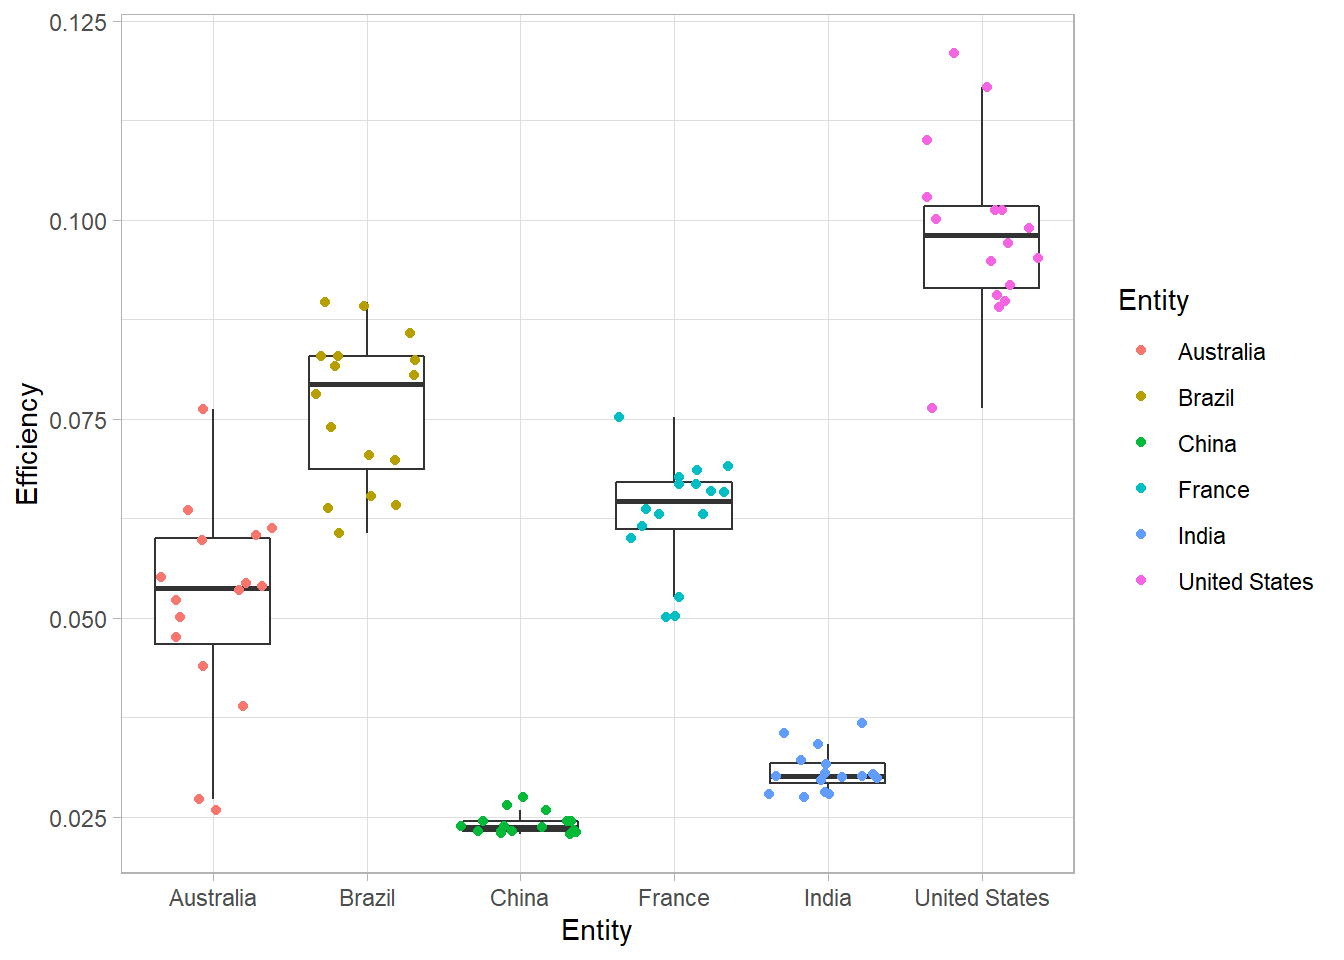 0.125
0.100
0.075
0.050
0.025
Efficiency
Australia
Brazil
China
France
India
United States
Entity
Entity
Australia
Brazil
China
France
India
United States